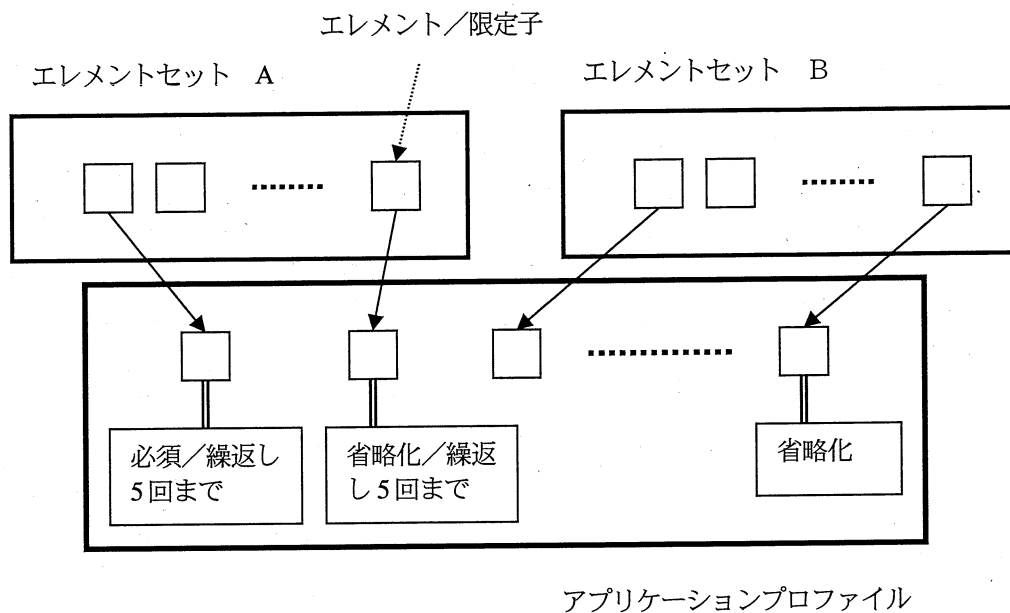 エレメント／限定子
エレメントセット　A
エレメントセット　B
必須／繰返し
5回まで
省略化／繰返
し5回まで
省略化
アプリケーションプロファイル